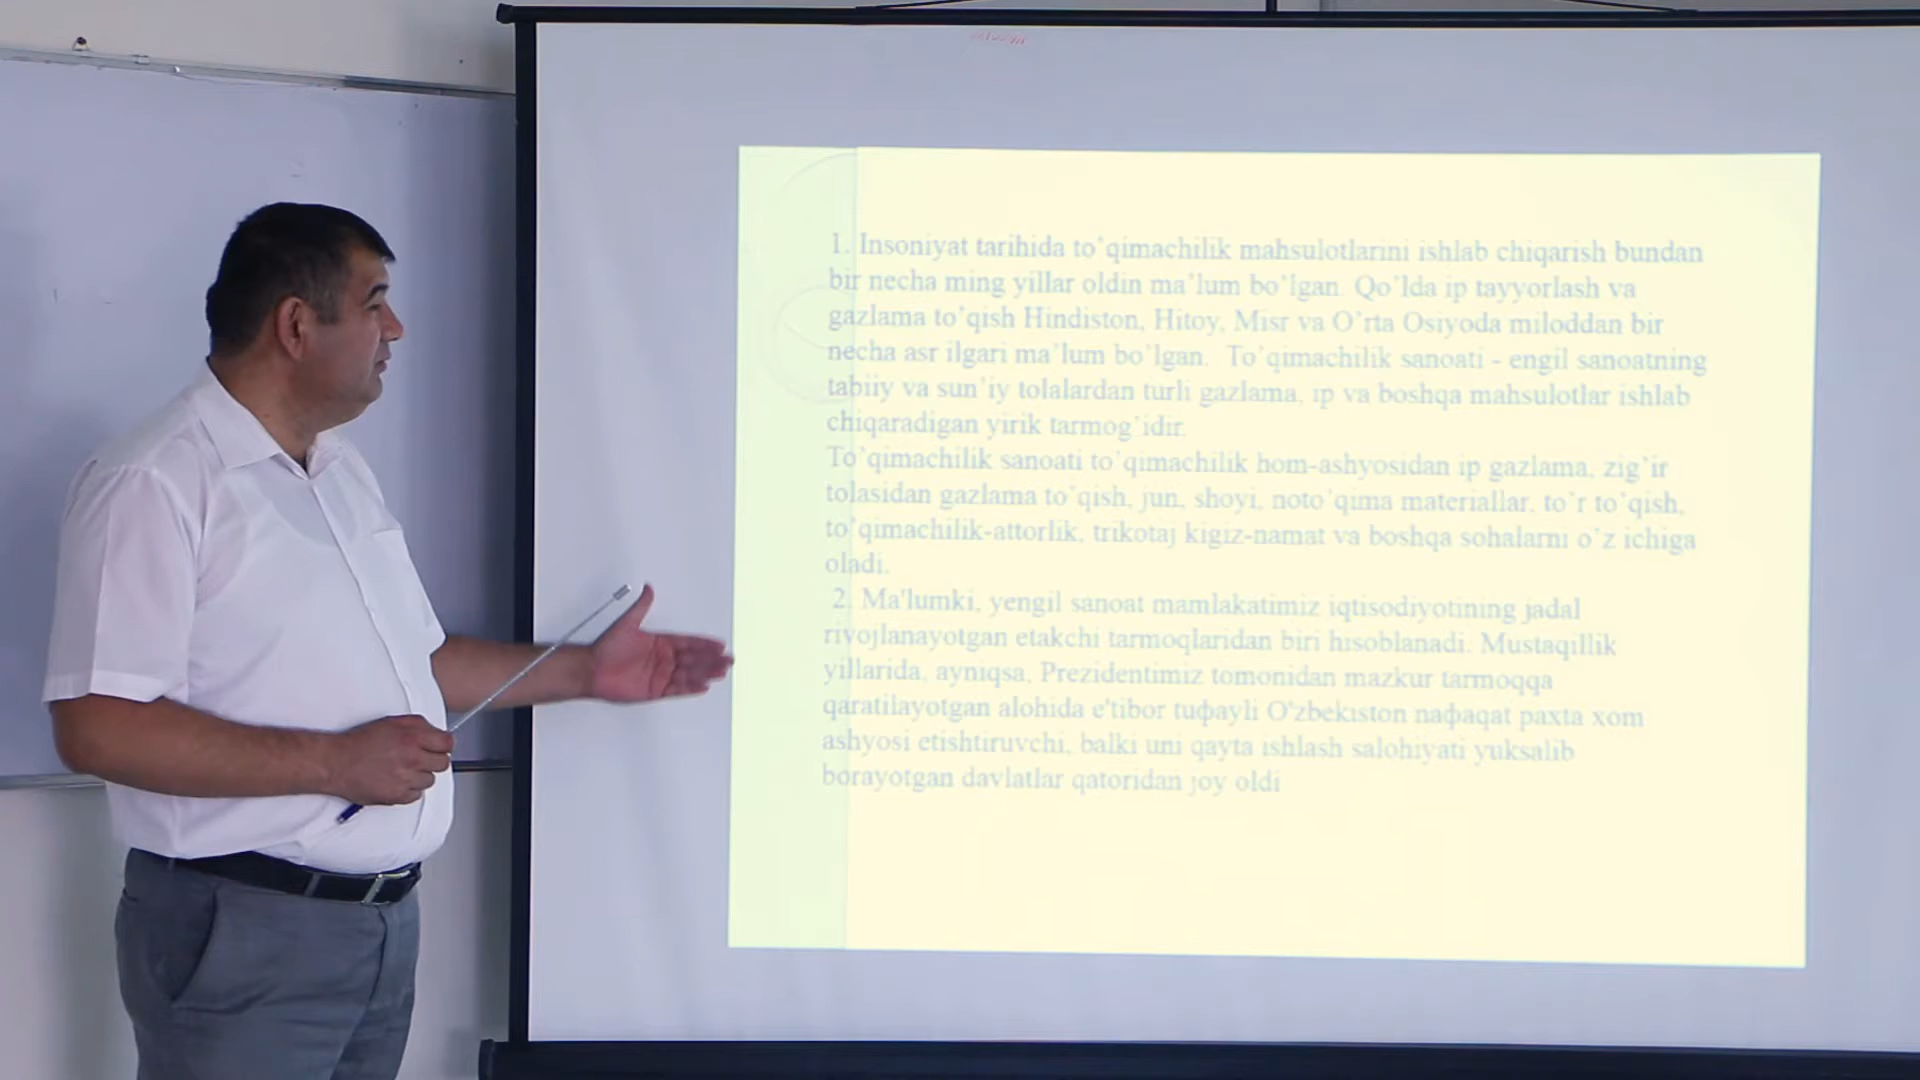 1. Insoniyat tarihida to’qimachilik mahsulotlarini ishlab chiqarish bundan
bir necha ming yillar oldin ma’lum bo’lgan. Qo’lda ip tayyorlash va
gazlama to’qish Hindiston, Hitoy, Misr va O’rta Osiyoda miloddan bir
necha asr ilgari ma’lum bo’lgan. To’qimachilik sanoati - engil sanoatning
tabiiy va sun’iy tolalardan turli gazlama, ip va boshqa mahsulotlar ishlab
chiqaradigan yirik tarmog’idir.
To’qimachilik sanoati to’qimachilik hom-ashyosidan ip gazlama, zig’ir
tolasidan gazlama to’qish, jun, shoyi, noto’qima materiallar, to’r to’qish,
to’qimachilik-attorlik, trikotaj kigiz-namat va boshqa sohalarni o’z ichiga
oladi.
2. Ma'lumki, yengil sanoat mamlakatimiz iqtisodiyotining jadal
rivojlanayotgan etakchi tarmoqlaridan biri hisoblanadi. Mustaqillik
yillarida, ayniqsa, Prezidentimiz tomonidan mazkur tarmoqqa
qaratilayotgan alohida e'tibor tuфayli O'zbekiston naфaqat paxta xom
ashyosi etishtiruvchi, balki uni qayta ishlash salohiyati yuksalib
borayotgan davlatlar qatoridan joy oldi